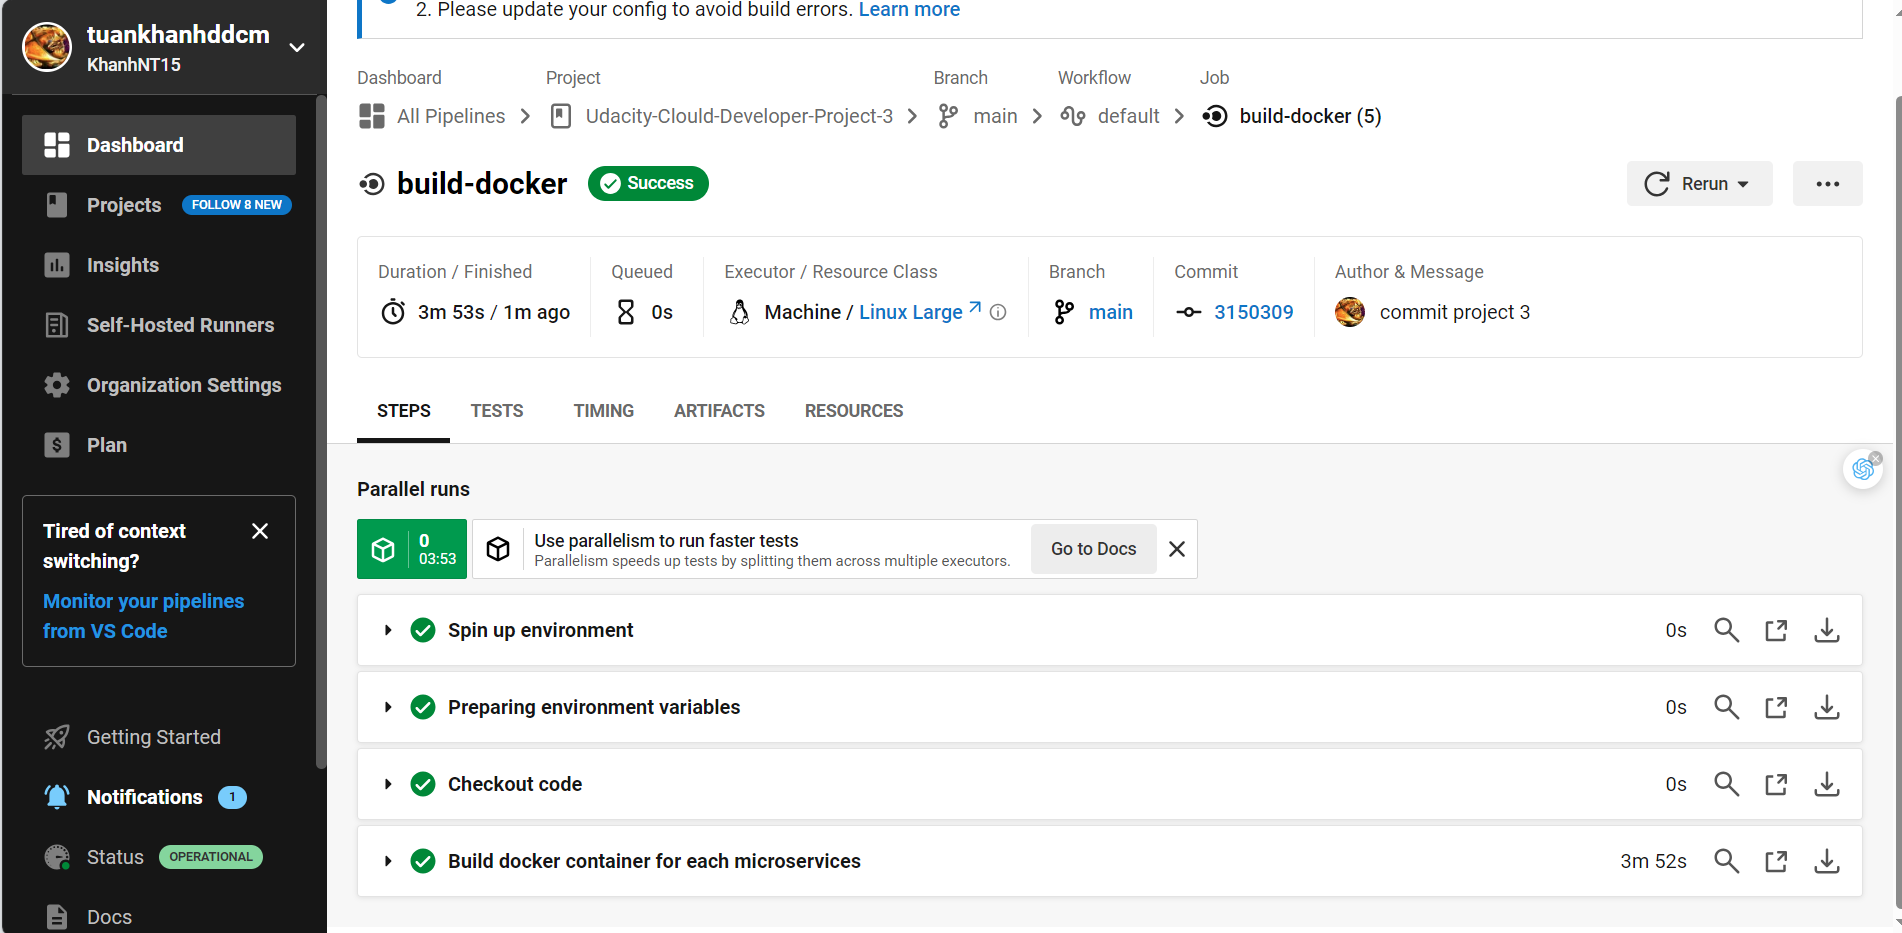 tuankhanhddcm
KhanhNT15
Dashboard
Projects FOLLOW 8 NEW
Insights
Self-Hosted Runners
Organization Settings
Plan
Tired of context
switching?
Monitor your pipelines
from VS Code
Getting Started
Notifications 1
Status OPERATIONAL
Docs
2. Please update your config to avoid build errors. Learn more
Dashboard Project Branch Workflow Job
All Pipelines Udacity-Clould-Developer-Project-3 main default build-docker (5)
build-docker Success Rerun
Duration / Finished Queued Executor / Resource Class Branch Commit Author & Message
3m 53s / 1m ago 0s Machine / Linux Large main 3150309 commit project 3
STEPS TESTS TIMING ARTIFACTS RESOURCES
Parallel runs
0
03:53
Use parallelism to run faster tests
Parallelism speeds up tests by splitting them across multiple executors.
Go to Docs
Spin up environment 0s
Preparing environment variables 0s
Checkout code 0s
Build docker container for each microservices 3m 52s